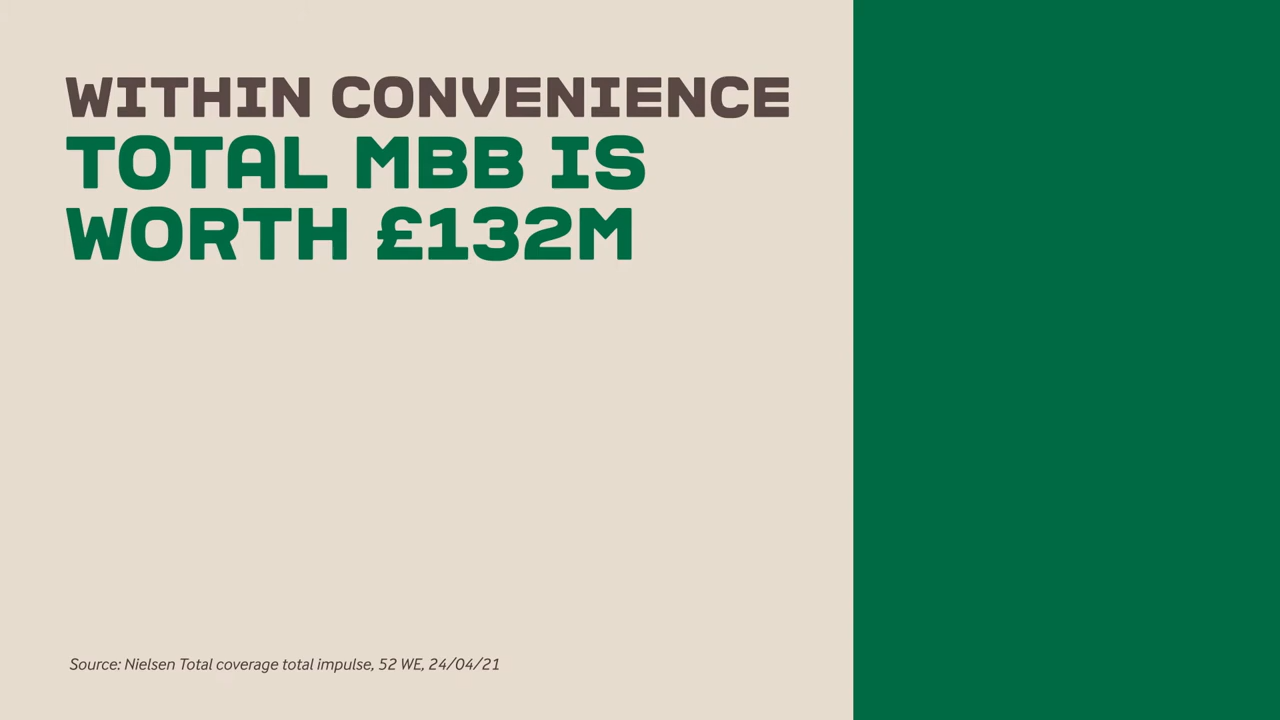 WITHIN CONVENIENCE
TOTAL MBB IS
WORTH £132M
Source: Nielsen Total coverage total impulse, 52 WE, 24/04/21